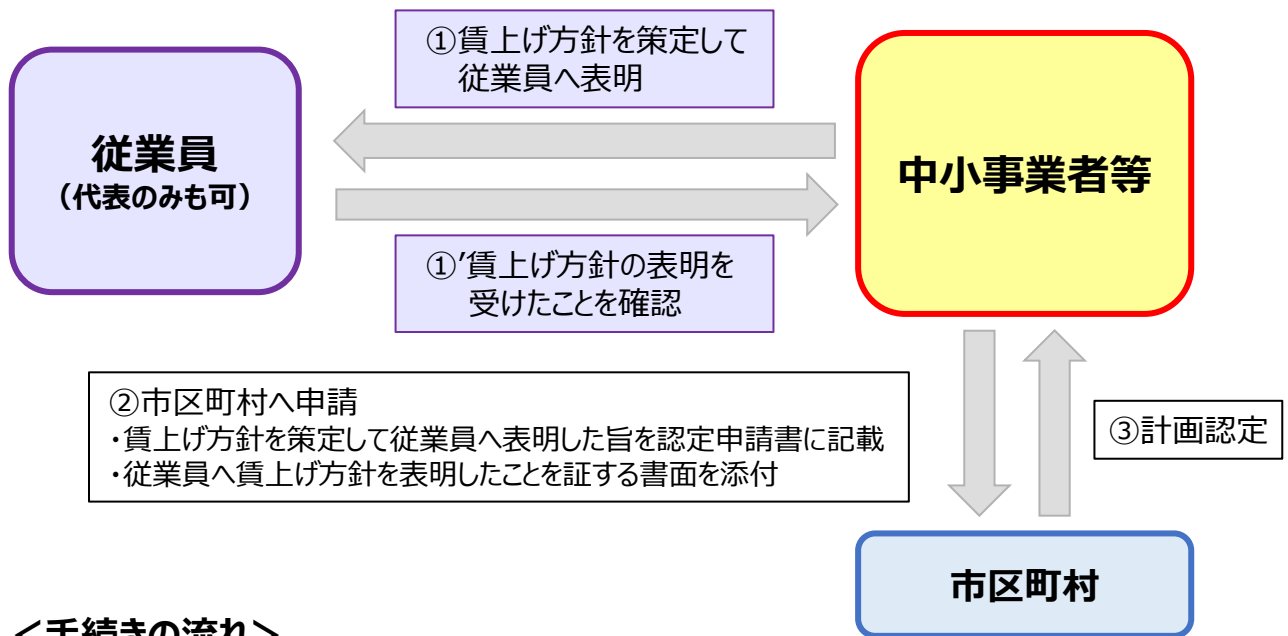 ①賃上げ方針を策定して
従業員へ表明
従業員
（代表のみも可）
中小事業者等
①’賃上げ方針の表明を
受けたことを確認
②市区町村へ申請
・賃上げ方針を策定して従業員へ表明した旨を認定申請書に記載
・従業員へ賃上げ方針を表明したことを証する書面を添付
③計画認定
市区町村
＜手続きの流れ＞